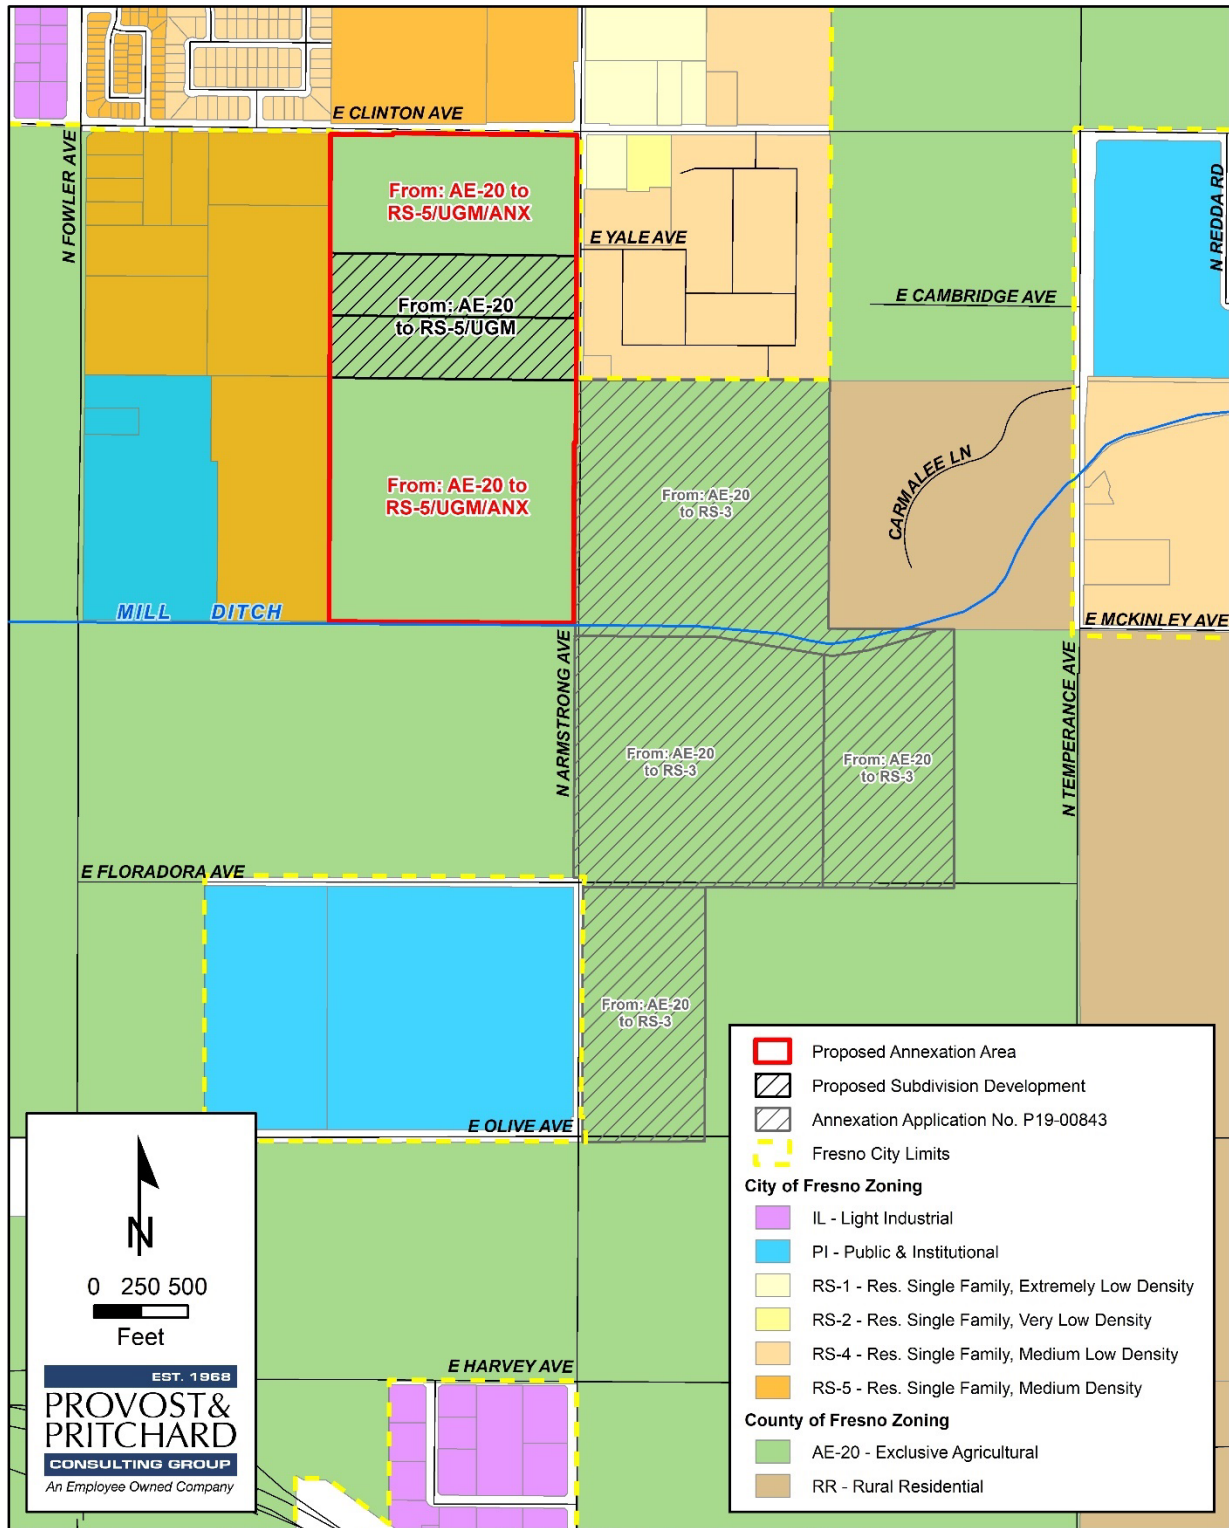 E CLINTON AVE
N FOWLER AVE
From: AE-20 to
RS-5/UGM/ANX
N REDDA RD
E YALE AVE
E CAMBRIDGE AVE
From: AE-20
to RS-5/UGM
From: AE-20 to
RS-5/UGM/ANX
From: AE-20
to RS-3
CARMALEE LN
MILL DITCH
E MCKINLEY AVE
N ARMSTRONG AVE
N TEMPERANCE AVE
From: AE-20
to RS-3
From: AE-20
to RS-3
E FLORADORA AVE
From: AE-20
to RS-3
E OLIVE AVE
E HARVEY AVE
N
0 250 500
Feet
EST. 1968
PROVOST&
PRITCHARD
CONSULTING GROUP
An Employee Owned Company
Proposed Annexation Area
Proposed Subdivision Development
Annexation Application No. P19-00843
Fresno City Limits
City of Fresno Zoning
IL - Light Industrial
PI - Public & Institutional
RS-1 - Res. Single Family, Extremely Low Density
RS-2 - Res. Single Family, Very Low Density
RS-4 - Res. Single Family, Medium Low Density
RS-5 - Res. Single Family, Medium Density
County of Fresno Zoning
AE-20 - Exclusive Agricultural
RR - Rural Residential